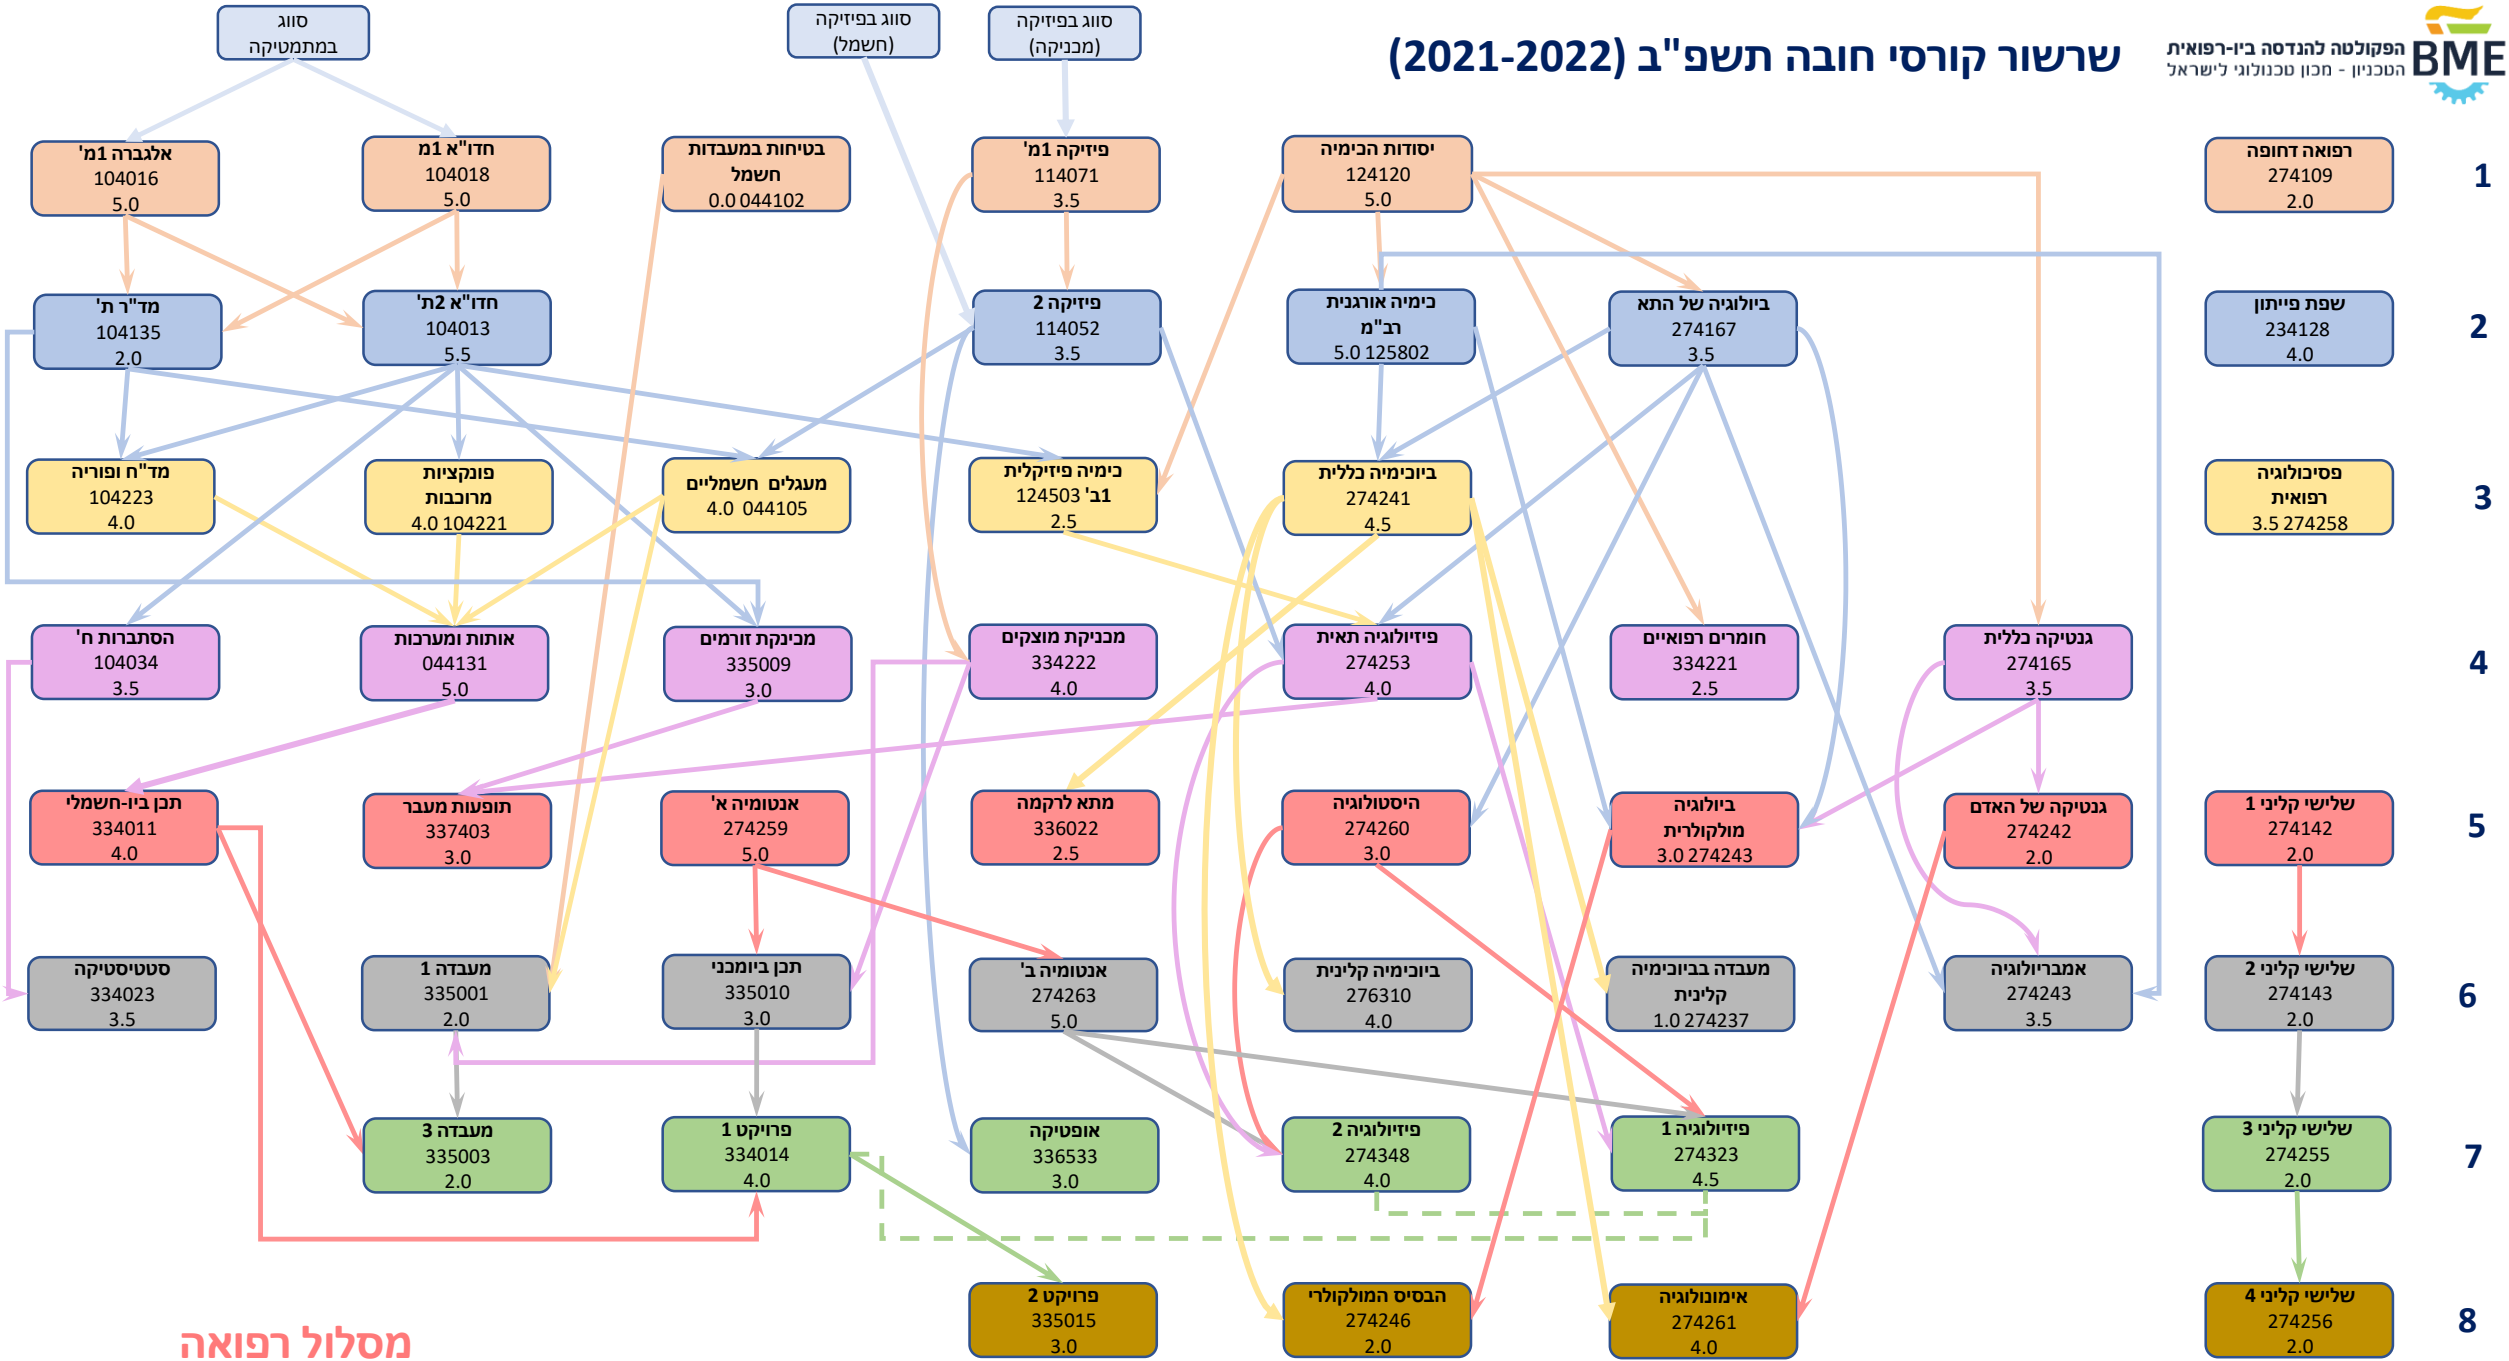 הפקולטה להנדסה ביו-רפואית
הטכניון - מכון טכנולוגי לישראל
BME
שרשור קורסי חובה תשפ"ב (2021-2022)
סווג בפיזיקה
(מכניקה)
סווג בפיזיקה
(חשמל)
סווג
במתמטיקה
1
רפואה דחופה
274109
2.0
יסודות הכימיה
124120
5.0
פיזיקה 1מ'
114071
3.5
בטיחות במעבדות
חשמל
044102 0.0
חדו"א 1מ
104018
5.0
אלגברה 1מ'
104016
5.0
2
שפת פייתון
234128
4.0
ביולוגיה של התא
274167
3.5
כימיה אורגנית
רב"מ
125802 5.0
פיזיקה 2
114052
3.5
חדו"א 2ת'
104013
5.5
מד"ר ת'
104135
2.0
3
פסיכולוגיה
רפואית
274258 3.5
ביוכימיה כללית
274241
4.5
כימיה פיזיקלית
1ב' 124503
2.5
מעגלים חשמליים
044105 4.0
פונקציות
מרוכבות
104221 4.0
מד"ח ופוריה
104223
4.0
4
גנטיקה כללית
274165
3.5
חומרים רפואיים
334221
2.5
פיזיולוגיה תאית
274253
4.0
מכניקת מוצקים
334222
4.0
מכינקת זורמים
335009
3.0
אותות ומערכות
044131
5.0
הסתברות ח'
104034
3.5
5
שלישי קליני 1
274142
2.0
גנטיקה של האדם
274242
2.0
ביולוגיה
מולקולרית
274243 3.0
היסטולוגיה
274260
3.0
מתא לרקמה
336022
2.5
אנטומיה א'
274259
5.0
תופעות מעבר
337403
3.0
תכן ביו-חשמלי
334011
4.0
6
שלישי קליני 2
274143
2.0
אמבריולוגיה
274243
3.5
מעבדה בביוכימיה
קלינית
274237 1.0
ביוכימיה קלינית
276310
4.0
אנטומיה ב'
274263
5.0
תכן ביומכני
335010
3.0
מעבדה 1
335001
2.0
סטטיסטיקה
334023
3.5
7
שלישי קליני 3
274255
2.0
פיזיולוגיה 1
274323
4.5
פיזיולוגיה 2
274348
4.0
אופטיקה
336533
3.0
פרויקט 1
334014
4.0
מעבדה 3
335003
2.0
8
שלישי קליני 4
274256
2.0
אימונולוגיה
274261
4.0
הבסיס המולקולרי
274246
2.0
פרויקט 2
335015
3.0
מסלול רפואה